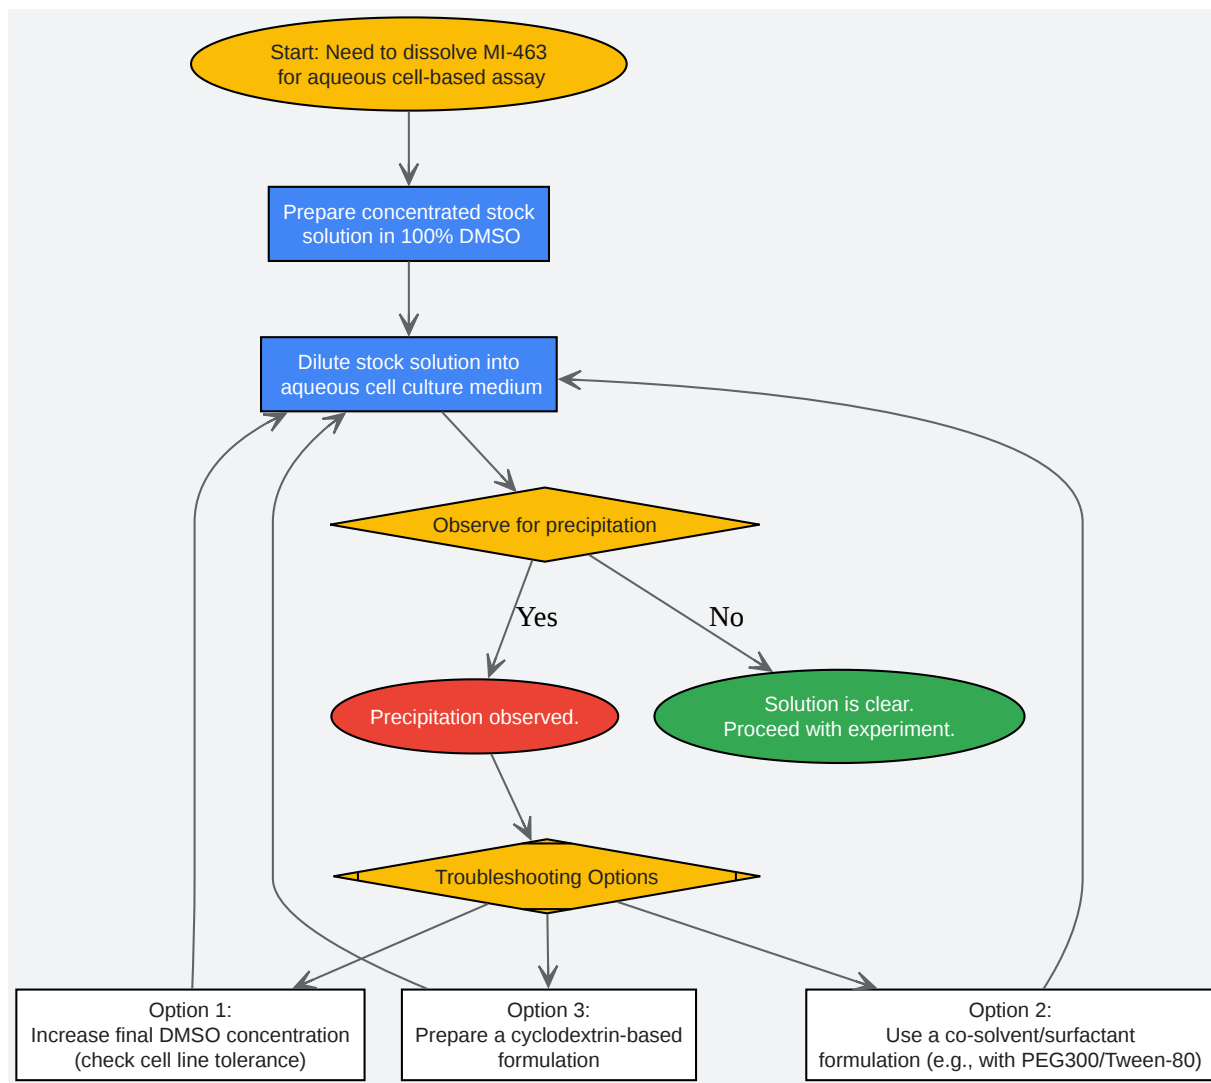 Start: Need to dissolve MI-463
for aqueous cell-based assay
Prepare concentrated stock
solution in 100% DMSO
Dilute stock solution into
aqueous cell culture medium
Observe for precipitation
Yes
No
Precipitation observed.
Solution is clear.
Proceed with experiment.
Troubleshooting Options
Option 1:
Increase final DMSO concentration
(check cell line tolerance)
Option 3:
Prepare a cyclodextrin-based
formulation
Option 2:
Use a co-solvent/surfactant
formulation (e.g., with PEG300/Tween-80)